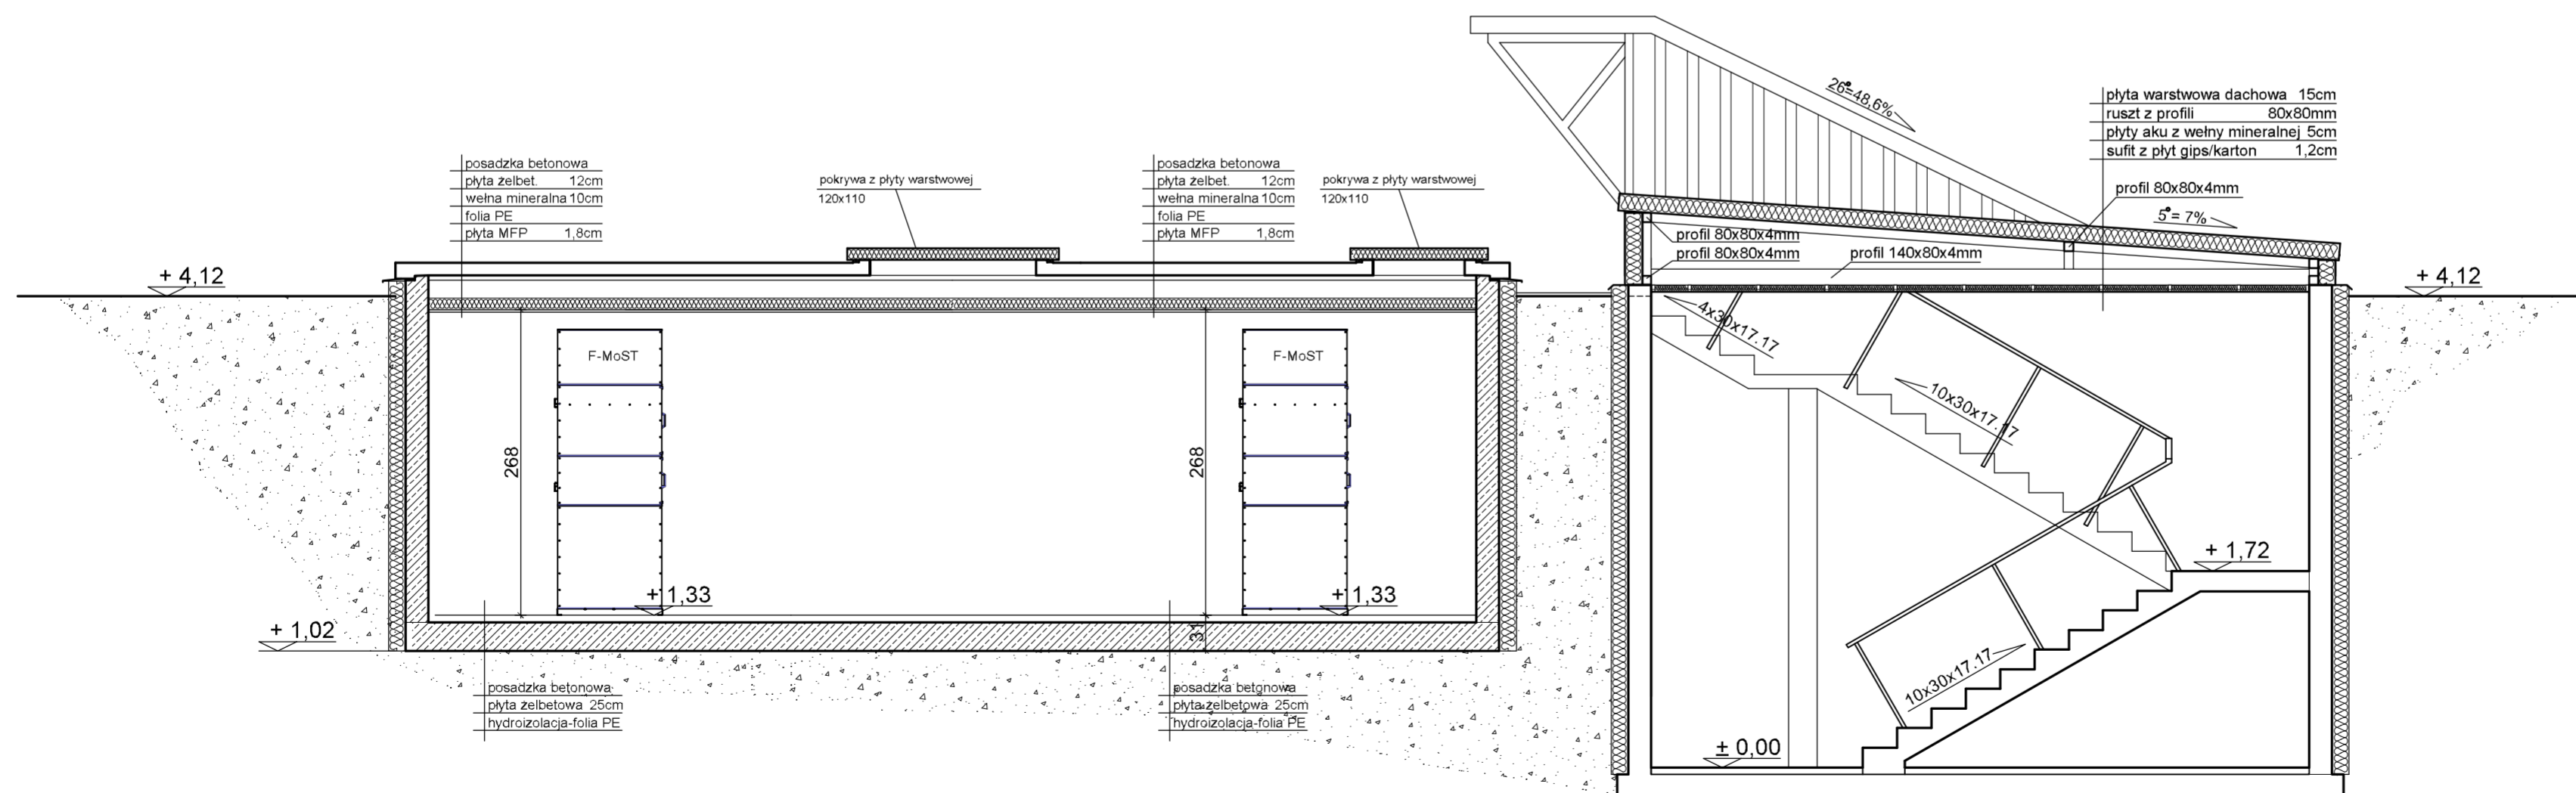 26°=48,6%
płyta warstwowa dachowa 15cm
ruszt z profili 80x80mm
płyty aku z wełny mineralnej 5cm
sufit z płyt gips/karton 1,2cm
posadzka betonowa
płyta żelbet. 12cm
wełna mineralna 10cm
folia PE
płyta MFP 1,8cm
pokrywa z płyty warstwowej
120x110
posadzka betonowa
płyta żelbet. 12cm
wełna mineralna 10cm
folia PE
płyta MFP 1,8cm
pokrywa z płyty warstwowej
120x110
profil 80x80x4mm
5°= 7%
profil 80x80x4mm
profil 80x80x4mm
profil 140x80x4mm
+ 4,12
+ 4,12
4x30x17.17
F-MoST
F-MoST
10x30x17.17
268
268
+ 1,72
+ 1,33
+ 1,33
+ 1,02
31
posadzka betonowa
płyta żelbetowa 25cm
hydroizolacja-folia PE
posadzka betonowa
płyta żelbetowa 25cm
hydroizolacja-folia PE
10x30x17.17
± 0,00